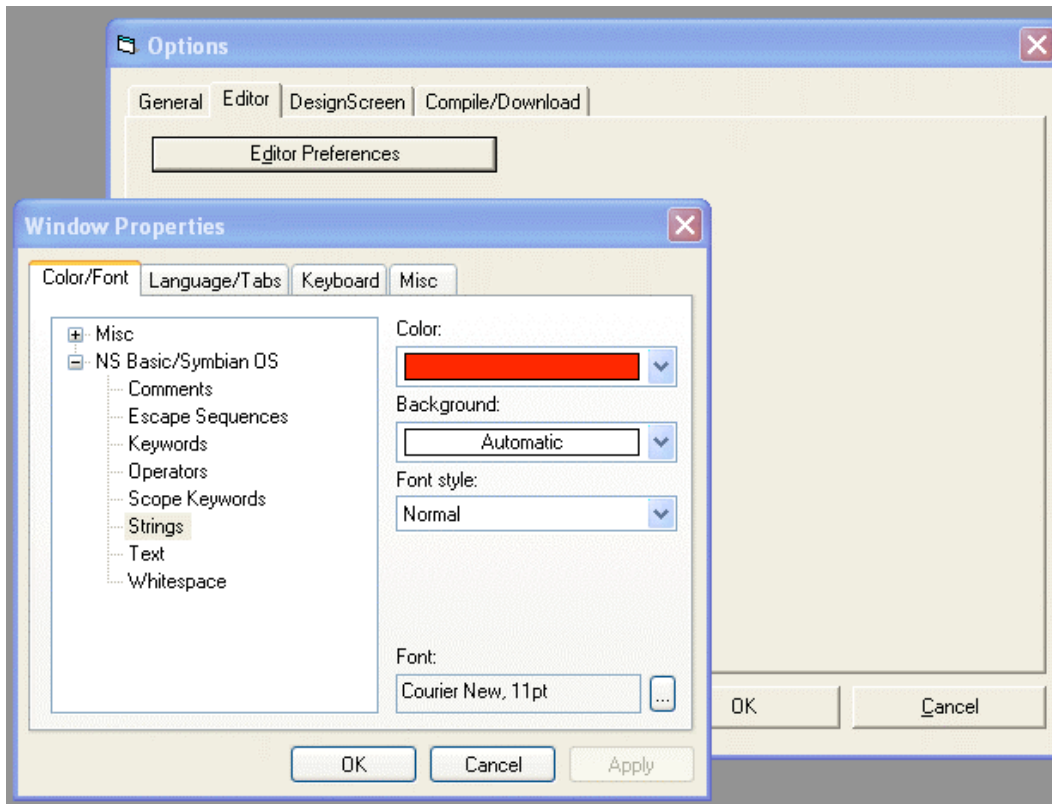 Options
General Editor DesignScreen Compile/Download
Editor Preferences
Window Properties
Color/Font Language/Tabs Keyboard Misc
Misc
NS Basic/Symbian OS
Comments
Escape Sequences
Keywords
Operators
Scope Keywords
Strings
Text
Whitespace
Color:
Background:
Automatic
Font style:
Normal
Font:
Courier New, 11pt
...
OK Cancel Apply
OK Cancel